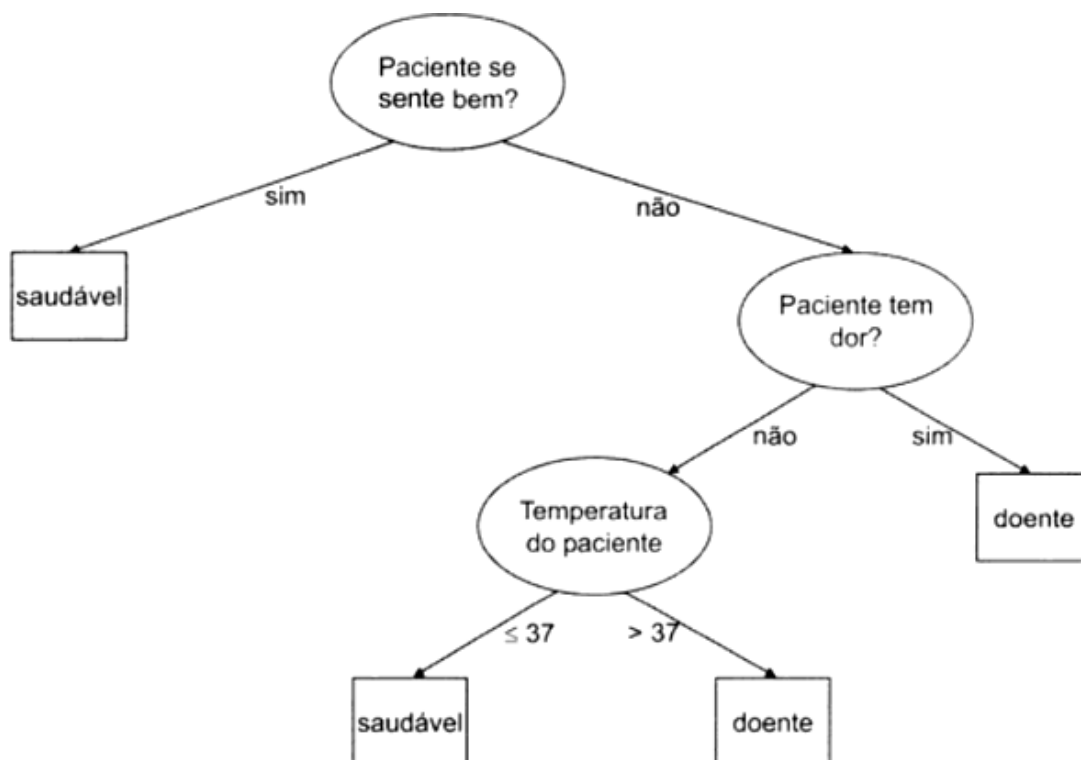 Paciente se
sente bem?
sim
não
saudável
Paciente tem
dor?
não
sim
Temperatura
do paciente
doente
≤ 37
> 37
saudável
doente